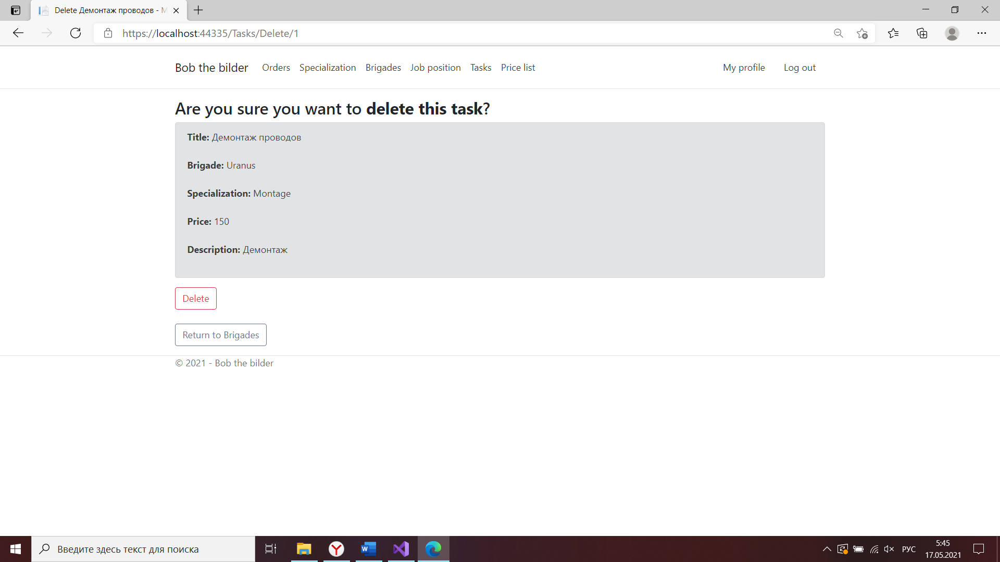 Delete Демонтаж проводов - M
https://localhost:44335/Tasks/Delete/1
Bob the bilder Orders Specialization Brigades Job position Tasks Price list My profile Log out
Are you sure you want to delete this task?
Title: Демонтаж проводов
Brigade: Uranus
Specialization: Montage
Price: 150
Description: Демонтаж
Delete
Return to Brigades
© 2021 - Bob the bilder
Введите здесь текст для поиска
РУС
5:45
17.05.2021